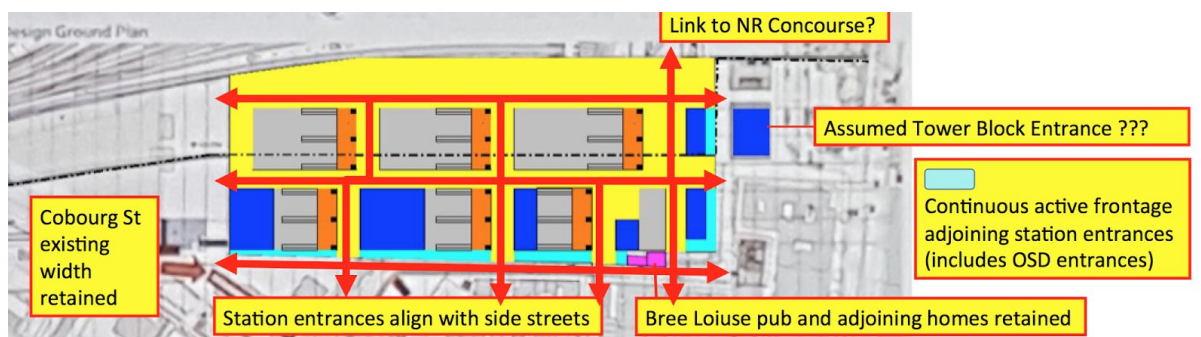 Design Ground Plan
Link to NR Concourse?
Assumed Tower Block Entrance ???
Cobourg St
existing
width
retained
Continuous active frontage
adjoining station entrances
(includes OSD entrances)
Station entrances align with side streets
Bree Loiuse pub and adjoining homes retained